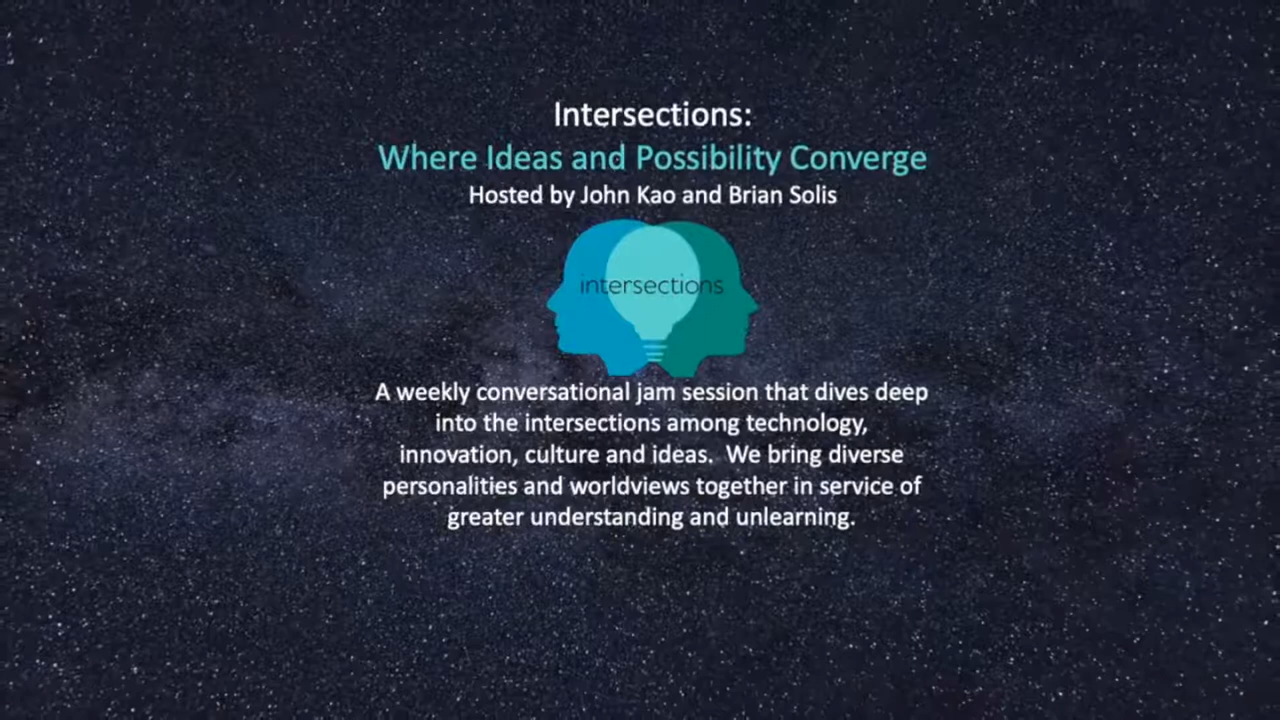 Intersections:
Where Ideas and Possibility Converge
Hosted by John Kao and Brian Solis
intersections
A weekly conversational jam session that dives deep
into the intersections among technology,
innovation, culture and ideas.  We bring diverse
personalities and worldviews together in service of
greater understanding and unlearning.